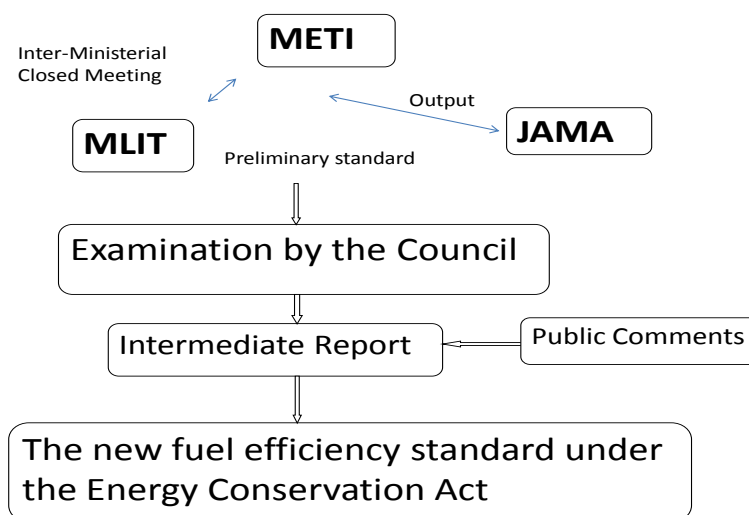 METI
Inter-Ministerial
Closed Meeting
Output
MLIT
JAMA
Preliminary standard
Examination by the Council
Intermediate Report
Public Comments
The new fuel efficiency standard under
the Energy Conservation Act